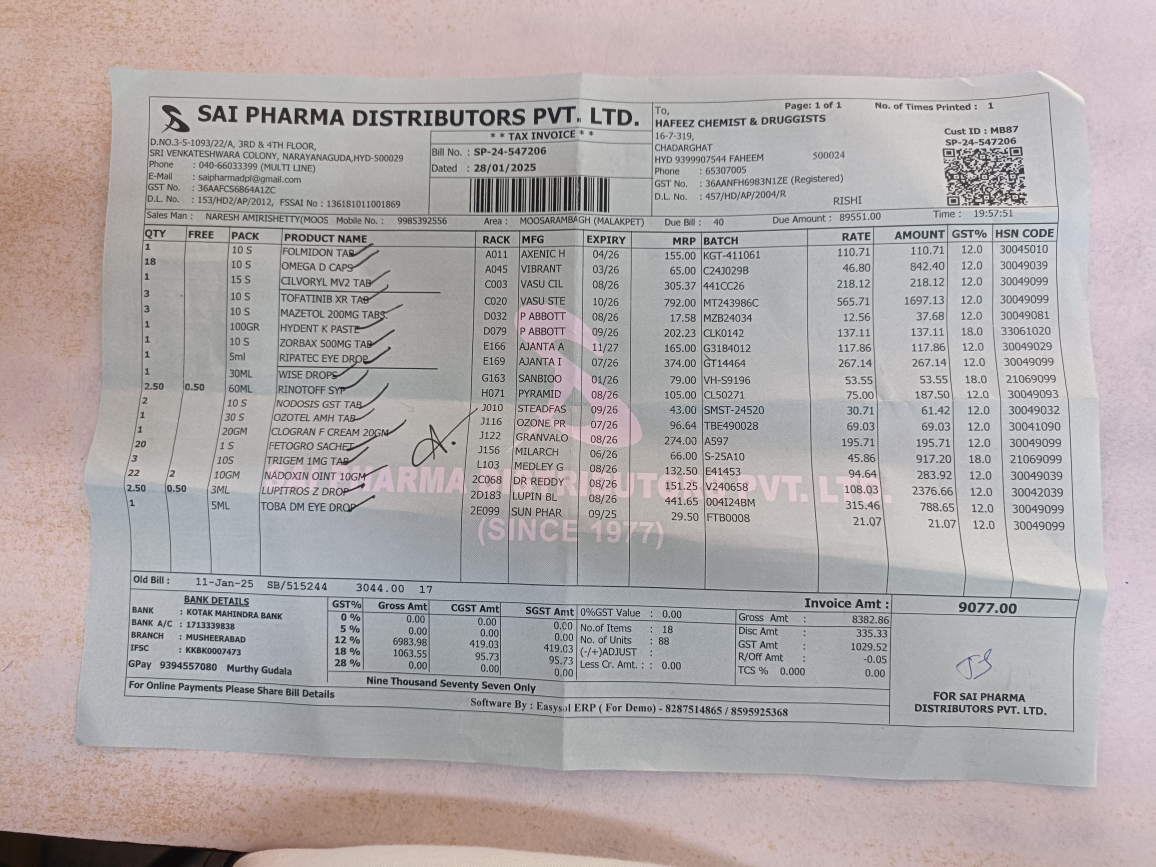 SAI PHARMA DISTRIBUTORS PVT. LTD.
D.NO.3-5-1093/22/A, 3RD & 4TH FLOOR,
SRI VENKATESHWARA COLONY, NARAYANAGUDA,HYD-500029
Phone : 040-66033399 (MULTI LINE)
E-Mail : saipharmadpl@gmail.com
GST No. : 36AAFCS6864A1ZC
D.L. No. : 153/HD2/AP/2012, FSSAI No : 13618101100​1869
* * TAX INVOICE * *
Bill No. : SP-24-547206
Dated : 28/01/2025
To, Page: 1 of 1 No. of Times Printed : 1
HAFEEZ CHEMIST & DRUGGISTS
16-7-319,
CHADARGHAT
HYD 9399907544 FAHEEM 500024
Phone : 65307005
GST No. : 36AANFH6983N1ZE (Registered)
D.L. No. : 457/HD/AP/2004/R RISHI
Cust ID : MB87
SP-24-547206
Sales Man : NARESH AMIRISHETTY(MOOS Mobile No. : 9985392556 Area : MOOSARAMBAGH (MALAKPET) Due Bill : 40 Due Amount : 89551.00 Time : 19:57:51
QTY FREE PACK PRODUCT NAME RACK MFG EXPIRY MRP BATCH RATE AMOUNT GST% HSN CODE
1 10 S FOLMIDON TAB A011 AXENIC H 04/26 155.00 KGT-411061 110.71 110.71 12.0 30045010
18 10 S OMEGA D CAPS A045 VIBRANT 03/26 65.00 C24J029B 46.80 842.40 12.0 30049039
1 15 S CILVORYL MV2 TAB C003 VASU CIL 08/26 305.37 441CC26 218.12 218.12 12.0 30049099
3 10 S TOFATINIB XR TAB C020 VASU STE 10/26 792.00 MT243986C 565.71 1697.13 12.0 30049099
3 10 S MAZETOL 200MG TABS D032 P ABBOTT 08/26 17.58 MZB24034 12.56 37.68 12.0 30049081
1 100GR HYDENT K PASTE D079 P ABBOTT 09/26 202.23 CLK0142 137.11 137.11 18.0 33061020
1 10 S ZORBAX 500MG TAB E166 AJANTA A 11/27 165.00 G3184012 117.86 117.86 12.0 30049029
1 5ml RIPATEC EYE DROP E169 AJANTA I 07/26 374.00 GT14464 267.14 267.14 12.0 30049099
1 30ML WISE DROPS G163 SANBIOO 01/26 79.00 VH-S9196 53.55 53.55 18.0 21069099
2.50 0.50 60ML RINOTOFF SYP H071 PYRAMID 08/26 105.00 CL50271 75.00 187.50 12.0 30049093
2 10 S NODOSIS GST TAB J010 STEADFAS 09/26 43.00 SMST-24520 30.71 61.42 12.0 30049032
1 30 S OZOTEL AMH TAB J116 OZONE PR 07/26 96.64 TBE490028 69.03 69.03 12.0 30041090
1 20GM CLOGRAN F CREAM 20GN J122 GRANVALO 08/26 274.00 A597 195.71 195.71 12.0 30049099
20 1 S FETOGRO SACHET J156 MILARCH 06/26 66.00 S-25A10 45.86 917.20 18.0 21069099
3 10S TRIGEM 1MG TAB L103 MEDLEY G 08/26 132.50 E41453 94.64 283.92 12.0 30049039
22 2 10GM NADOXIN OINT 10GM 2C068 DR REDDY 08/26 151.25 V240658 108.03 2376.66 12.0 30042039
2.50 0.50 3ML LUPITROS Z DROP 2D183 LUPIN BL 08/26 441.65 004I24BM 315.46 788.65 12.0 30049099
1 5ML TOBA DM EYE DROP 2E099 SUN PHAR 09/25 29.50 FTB0008 21.07 21.07 12.0 30049099
SAI PHARMA DISTRIBUTORS PVT. LTD.
(SINCE 1977)
Old Bill : 11-Jan-25 SB/515244 3044.00 17
BANK DETAILS
BANK : KOTAK MAHINDRA BANK
BANK A/C : 1713339838
BRANCH : MUSHEERABAD
IFSC : KKBK0007473
GPay 9394557080 Murthy Gudala
For Online Payments Please Share Bill Details
GST% Gross Amt CGST Amt SGST Amt
0 % 0.00 0.00 0.00
5 % 0.00 0.00 0.00
12 % 6983.98 419.03 419.03
18 % 1063.55 95.73 95.73
28 % 0.00 0.00 0.00
Nine Thousand Seventy Seven Only
0%GST Value : 0.00
No.of Items : 18
No. of Units : 88
(-/+)ADJUST :
Less Cr. Amt. : : 0.00
Invoice Amt : 9077.00
Gross Amt : 8382.86
Disc Amt : 335.33
GST Amt : 1029.52
R/Off Amt : -0.05
TCS % 0.000 0.00
FOR SAI PHARMA
DISTRIBUTORS PVT. LTD.
Software By : Easysol ERP ( For Demo) - 8287514865 / 8595925368